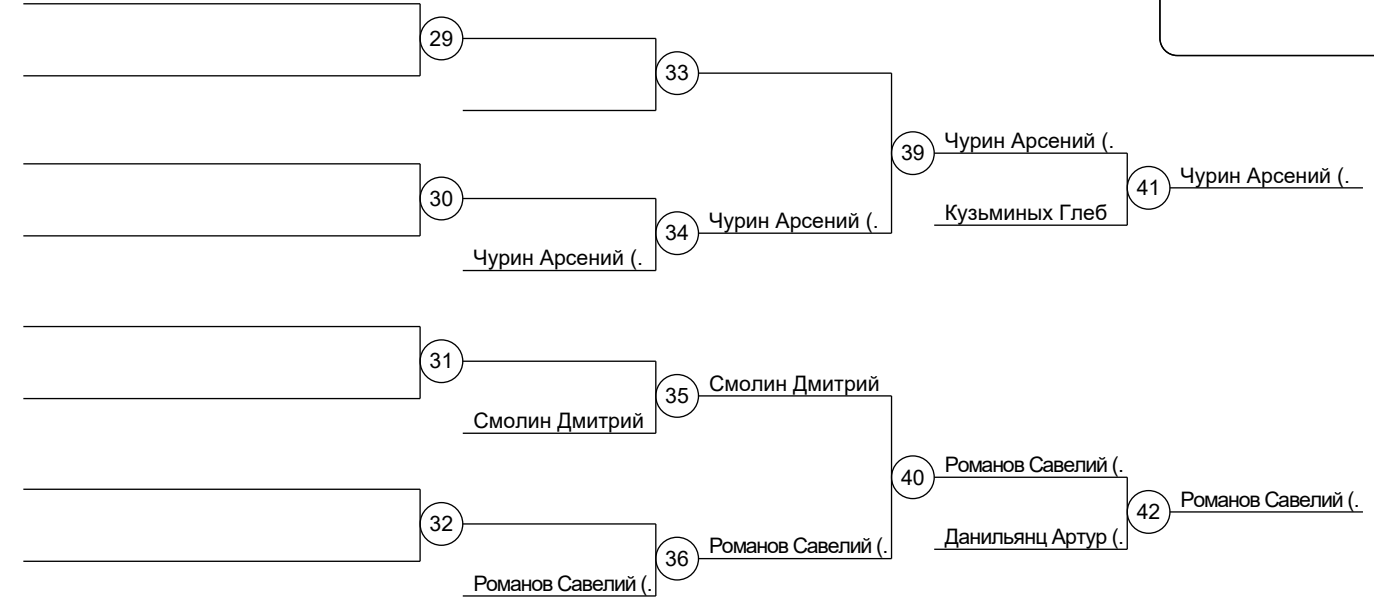 29
33
39
Чурин Арсений (.
41
Чурин Арсений (.
30
34
Чурин Арсений (.
Кузьминых Глеб
Чурин Арсений (.
31
35
Смолин Дмитрий
Смолин Дмитрий
40
Романов Савелий (.
42
Романов Савелий (.
32
36
Романов Савелий (.
Данильянц Артур (.
Романов Савелий (.